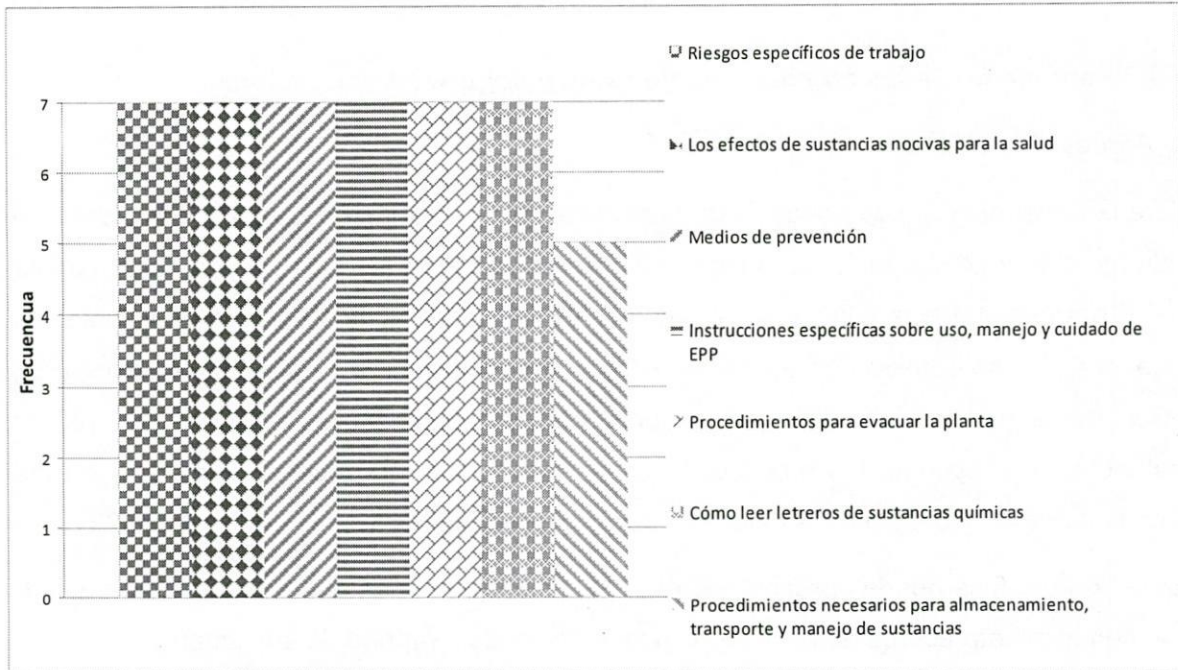 Frecuencua
7
6
5
4
3
2
1
0
Riesgos específicos de trabajo
Los efectos de sustancias nocivas para la salud
Medios de prevención
Instrucciones específicas sobre uso, manejo y cuidado de
EPP
Procedimientos para evacuar la planta
Cómo leer letreros de sustancias químicas
Procedimientos necesarios para almacenamiento,
transporte y manejo de sustancias